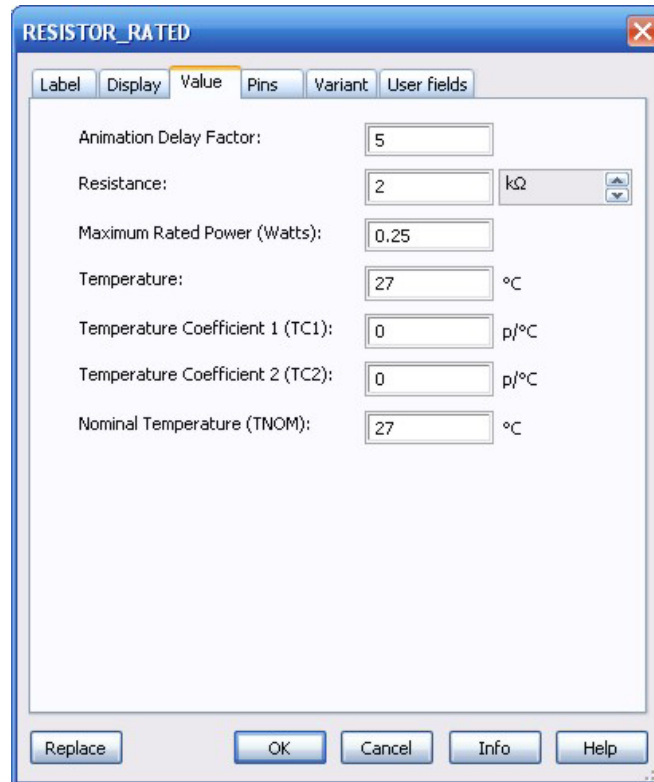 RESISTOR_RATED
Label Display Value Pins Variant User fields
Animation Delay Factor: 5
Resistance: 2 kΩ
Maximum Rated Power (Watts): 0.25
Temperature: 27 °C
Temperature Coefficient 1 (TC1): 0 p/°C
Temperature Coefficient 2 (TC2): 0 p/°C
Nominal Temperature (TNOM): 27 °C
Replace OK Cancel Info Help